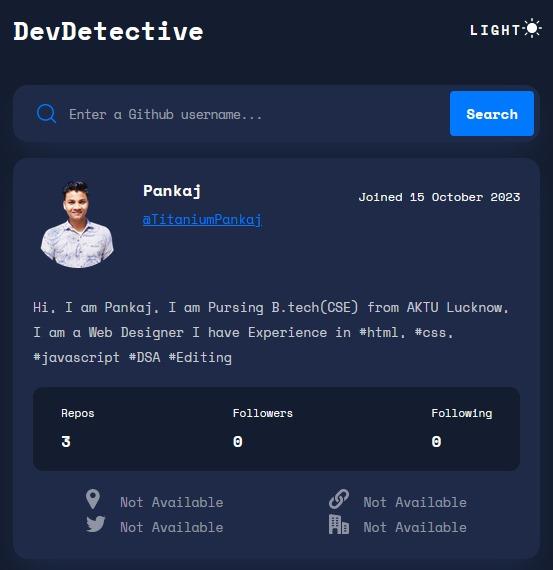 DevDetective
LIGHT
Enter a Github username...
Search
Pankaj
Joined 15 October 2023
@TitaniumPankaj
Hi, I am Pankaj, I am Pursing B.tech(CSE) from AKTU Lucknow,
I am a Web Designer I have Experience in #html, #css,
#javascript #DSA #Editing
Repos Followers Following
3 0 0
Not Available Not Available
Not Available Not Available